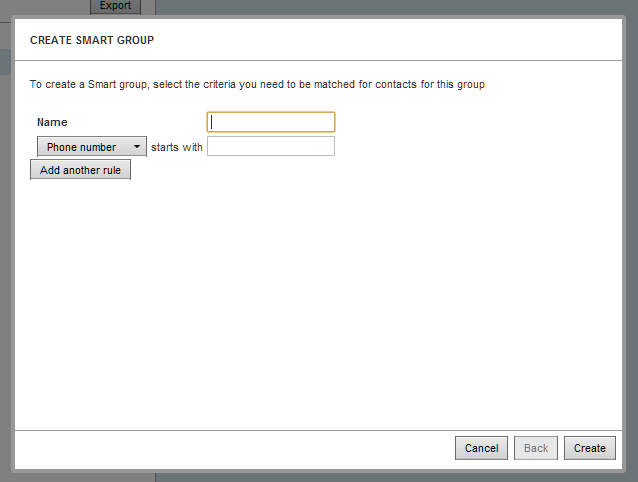 Export
CREATE SMART GROUP
To create a Smart group, select the criteria you need to be matched for contacts for this group
Name
Phone number starts with
Add another rule
Cancel Back Create